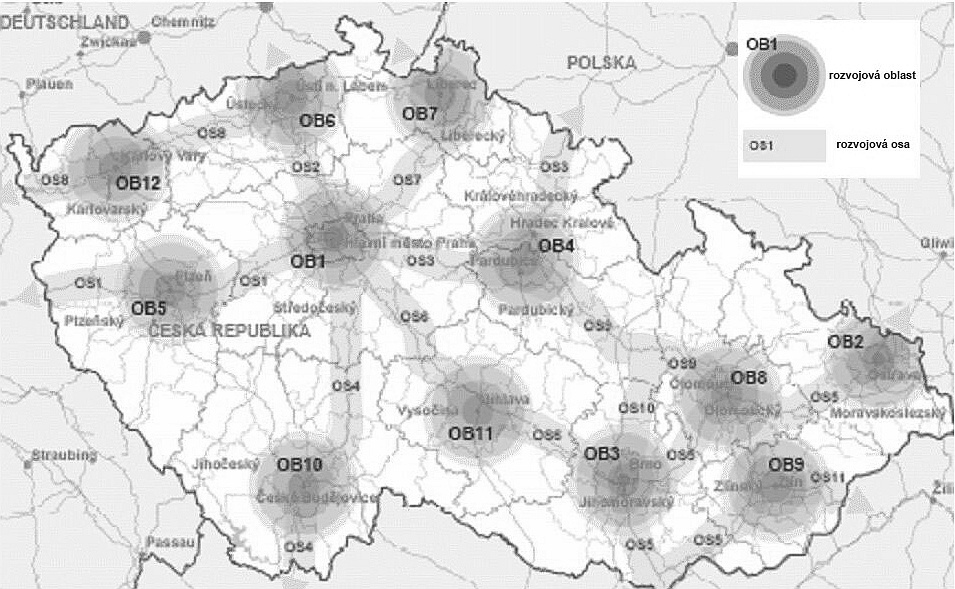 DEUTSCHLAND
Chemnitz
Zwickau
Plauen
POLSKA
OB1
rozvojová oblast
OS1
rozvojová osa
Ústí n. Labem
Ústecký
OB6
Liberec
OB7
Liberecký
OS8
OS8
Karlovy Vary
OB12
Karlovarský
OS2
OS7
OS3
Královéhradecký
Hradec Králové
OB4
Pardubice
Pardubický
Praha
Hlavní město Praha
OB1
OS3
Středočeský
OS1
Plzeň
OS1
OB5
Plzeňský
ČESKÁ REPUBLIKA
OS6
OS9
OS4
Vysočina
Jihlava
OB11
OS5
OS9
Olomouc
OB8
Olomoucký
OS10
OB2
Ostrava
OS5
Moravskoslezský
Jihočeský
OB10
České Budějovice
OS4
OB3
Brno
Jihomoravský
OS5
OB9
Zlín
Zlínský
OS11
OS5
OS5
Straubing
Passau